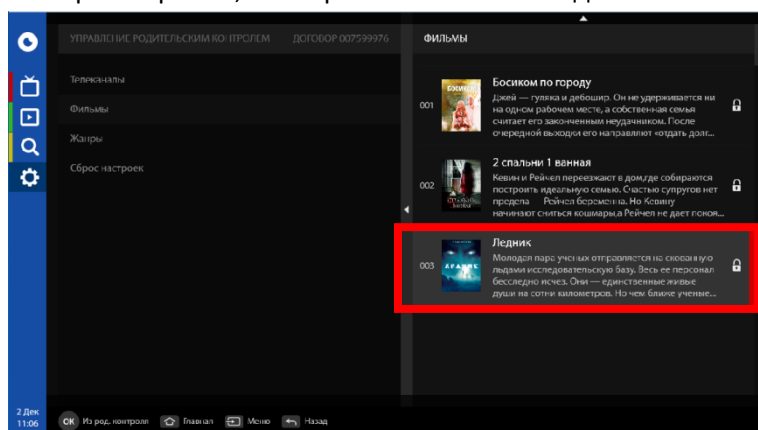 УПРАВЛЕНИЕ РОДИТЕЛЬСКИМ КОНТРОЛЕМ ДОГОВОР 007599976
Телеканалы
Фильмы
Жанры
Сброс настроек
ФИЛЬМЫ
001
БОСИКОМ
Босиком по городу
Джей — гуляка и дебошир. Он не удерживается ни
на одном рабочем месте, а собственная семья
считает его законченным неудачником. После
очередной выходки его направляют «отдать долг...
002
2 спальни 1 ванная
Кевин и Рейчел переезжают в дом,где собираются
построить идеальную семью. Счастью супругов нет
предела — Рейчел беременна. Но Кевину
начинают сниться кошмары,а Рейчел не дает покоя...
003
ЛЕДНИК
Ледник
Молодая пара ученых отправляется на скованную
льдами исследовательскую базу. Весь ее персонал
бесследно исчез. Они — единственные живые
души на сотни километров. Но чем ближе ученые...
2 Дек
11:06
OK Из род. контроля Главная Меню Назад